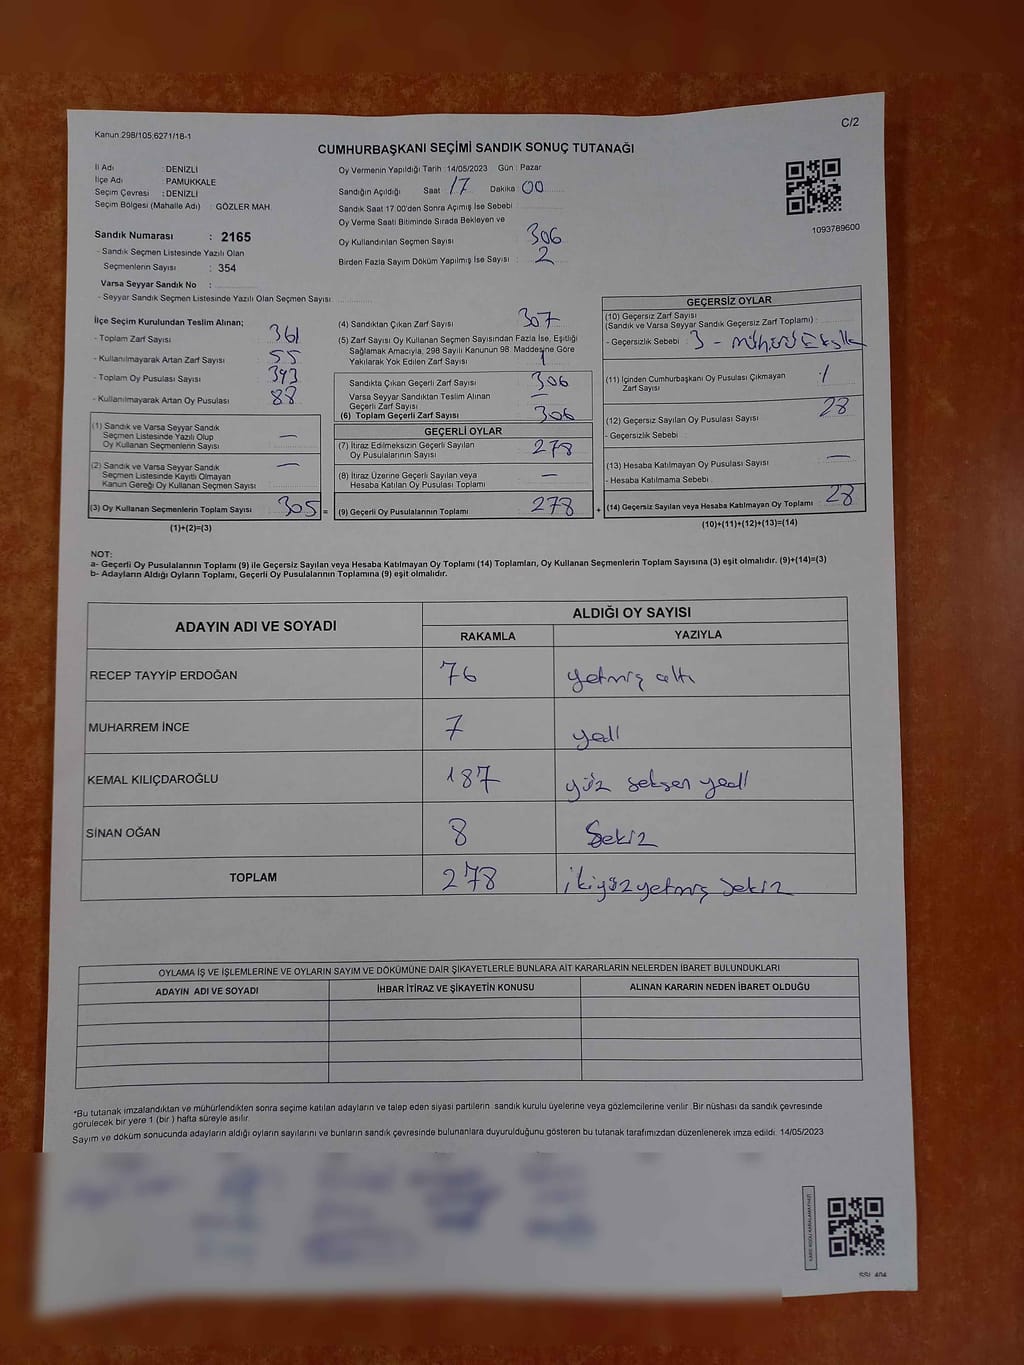 Kanun 298/105;6271/18-1
C/2
CUMHURBAŞKANI SEÇİMİ SANDIK SONUÇ TUTANAĞI
İl Adı : DENİZLİ
İlçe Adı : PAMUKKALE
Seçim Çevresi : DENİZLİ
Seçim Bölgesi (Mahalle Adı) : GÖZLER MAH.
Sandık Numarası : 2165
- Sandık Seçmen Listesinde Yazılı Olan
Seçmenlerin Sayısı : 354
Varsa Seyyar Sandık No :
- Seyyar Sandık Seçmen Listesinde Yazılı Olan Seçmen Sayısı:
Oy Vermenin Yapıldığı Tarih :14/05/2023 Gün : Pazar
Sandığın Açıldığı Saat 17 Dakika 00
Sandık Saat 17:00'den Sonra Açmış İse Sebebi :
Oy Verme Saati Bitiminde Sırada Bekleyen ve
Oy Kullandırılan Seçmen Sayısı : 306
Birden Fazla Sayım Döküm Yapılmış İse Sayısı : 2
1093789600
İlçe Seçim Kurulundan Teslim Alınan;
- Toplam Zarf Sayısı : 361
- Kullanılmayarak Artan Zarf Sayısı : 55
- Toplam Oy Pusulası Sayısı : 393
- Kullanılmayarak Artan Oy Pusulası : 88
(1) Sandık ve Varsa Seyyar Sandık
Seçmen Listesinde Yazılı Olup
Oy Kullanan Seçmenlerin Sayısı : —
(2) Sandık ve Varsa Seyyar Sandık
Seçmen Listesinde Kayıtlı Olmayan
Kanun Gereği Oy Kullanan Seçmen Sayısı : —
(3) Oy Kullanan Seçmenlerin Toplam Sayısı : 305 =
(1)+(2)=(3)
(4) Sandıktan Çıkan Zarf Sayısı : 307
(5) Zarf Sayısı Oy Kullanan Seçmen Sayısından Fazla İse, Eşitliği
Sağlamak Amacıyla, 298 Sayılı Kanunun 98. Maddesine Göre
Yakılarak Yok Edilen Zarf Sayısı : 1
Sandıkta Çıkan Geçerli Zarf Sayısı : 306
Varsa Seyyar Sandıktan Teslim Alınan
Geçerli Zarf Sayısı : —
(6) Toplam Geçerli Zarf Sayısı : 306
GEÇERLİ OYLAR
(7) İtiraz Edilmeksizin Geçerli Sayılan
Oy Pusulalarının Sayısı : 278
(8) İtiraz Üzerine Geçerli Sayılan veya
Hesaba Katılan Oy Pusulası Toplamı : —
(9) Geçerli Oy Pusulalarının Toplamı : 278 +
GEÇERSİZ OYLAR
(10) Geçersiz Zarf Sayısı
(Sandık ve Varsa Seyyar Sandık Geçersiz Zarf Toplamı) :
- Geçersizlik Sebebi : 3 -
(11) İçinden Cumhurbaşkanı Oy Pusulası Çıkmayan
Zarf Sayısı :
(12) Geçersiz Sayılan Oy Pusulası Sayısı : 28
- Geçersizlik Sebebi :
(13) Hesaba Katılmayan Oy Pusulası Sayısı : —
- Hesaba Katılmama Sebebi :
(14) Geçersiz Sayılan veya Hesaba Katılmayan Oy Toplamı : 28
(10)+(11)+(12)+(13)=(14)
NOT:
a- Geçerli Oy Pusulalarının Toplamı (9) ile Geçersiz Sayılan veya Hesaba Katılmayan Oy Toplamı (14) Toplamları, Oy Kullanan Seçmenlerin Toplam Sayısına (3) eşit olmalıdır. (9)+(14)=(3)
b- Adayların Aldığı Oyların Toplamı, Geçerli Oy Pusulalarının Toplamına (9) eşit olmalıdır.
ADAYIN ADI VE SOYADI
ALDIĞI OY SAYISI
RAKAMLA YAZIYLA
RECEP TAYYİP ERDOĞAN 76 yetmiş altı
MUHARREM İNCE 7 yedi
KEMAL KILIÇDAROĞLU 187 yüz seksen yedi
SİNAN OĞAN 8 Sekiz
TOPLAM 278 ikiyüzyetmiş sekiz
OYLAMA İŞ VE İŞLEMLERİNE VE OYLARIN SAYIM VE DÖKÜMÜNE DAİR ŞİKAYETLERLE BUNLARA AİT KARARLARIN NELERDEN İBARET BULUNDUKLARI
ADAYIN ADI VE SOYADI İHBAR İTİRAZ VE ŞİKAYETİN KONUSU ALINAN KARARIN NEDEN İBARET OLDUĞU
*Bu tutanak imzalandıktan ve mühürlendikten sonra seçime katılan adayların ve talep eden siyasi partilerin sandık kurulu üyelerine veya gözlemcilerine verilir. Bir nüshası da sandık çevresinde
görülecek bir yere 1 (bir) hafta süreyle asılır.
Sayım ve döküm sonucunda adayların aldığı oyların sayılarını ve bunların sandık çevresinde bulunanlara duyurulduğunu gösteren bu tutanak tarafımızdan düzenlenerek imza edildi. 14/05/2023